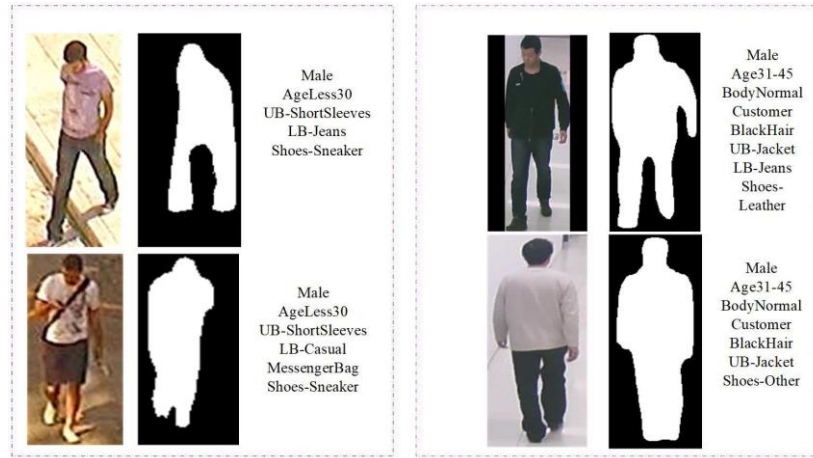 Male
AgeLess30
UB-ShortSleeves
LB-Jeans
Shoes-Sneaker
Male
AgeLess30
UB-ShortSleeves
LB-Casual
MessengerBag
Shoes-Sneaker
Male
Age31-45
BodyNormal
Customer
BlackHair
UB-Jacket
LB-Jeans
Shoes-
Leather
Male
Age31-45
BodyNormal
Customer
BlackHair
UB-Jacket
Shoes-Other